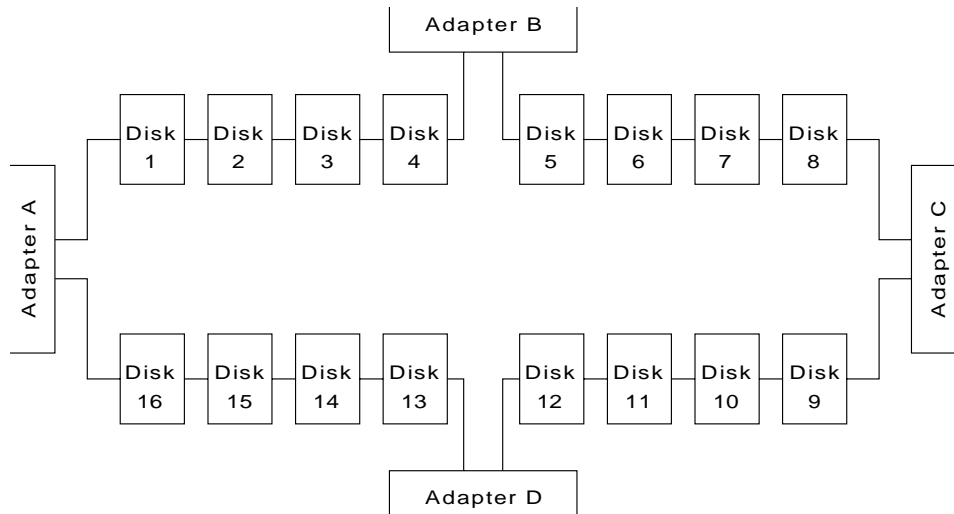 Adapter B
Disk
1
Disk
2
Disk
3
Disk
4
Disk
5
Disk
6
Disk
7
Disk
8
Adapter A
Adapter C
Disk
16
Disk
15
Disk
14
Disk
13
Disk
12
Disk
11
Disk
10
Disk
9
Adapter D